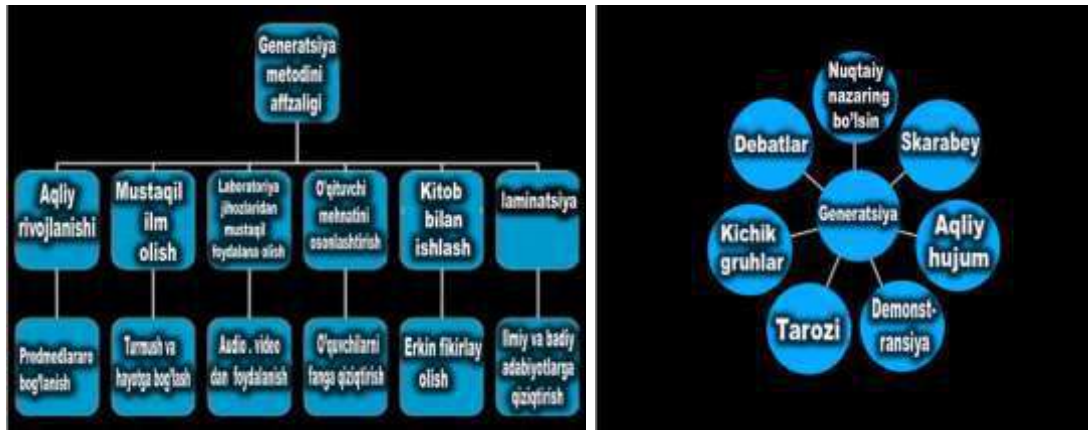 Generatsiya
metodini
affzaligi
Aqliy
rivojlanishi
Mustaqil
ilm
olish
Laboratoriya
jihozlaridan
mustaqil
foydalana olish
O'qituvchi
mehnatini
osonlashtirish
Kitob
bilan
ishlash
laminatsiya
Predmedlararo
bog'lanish
Turmush va
hayotga bog'lash
Audio . video
dan foydalanish
O'quvchilarni
fanga qiziqtirish
Erkin fikirlay
olish
Ilmiy va badiy
adabiyotlarga
qiziqtirish
Nuqtaiy
nazaring
bo'lsin
Debatlar
Skarabey
Generatsiya
Kichik
gruhlar
Aqliy
hujum
Tarozi
Demonst-
ransiya